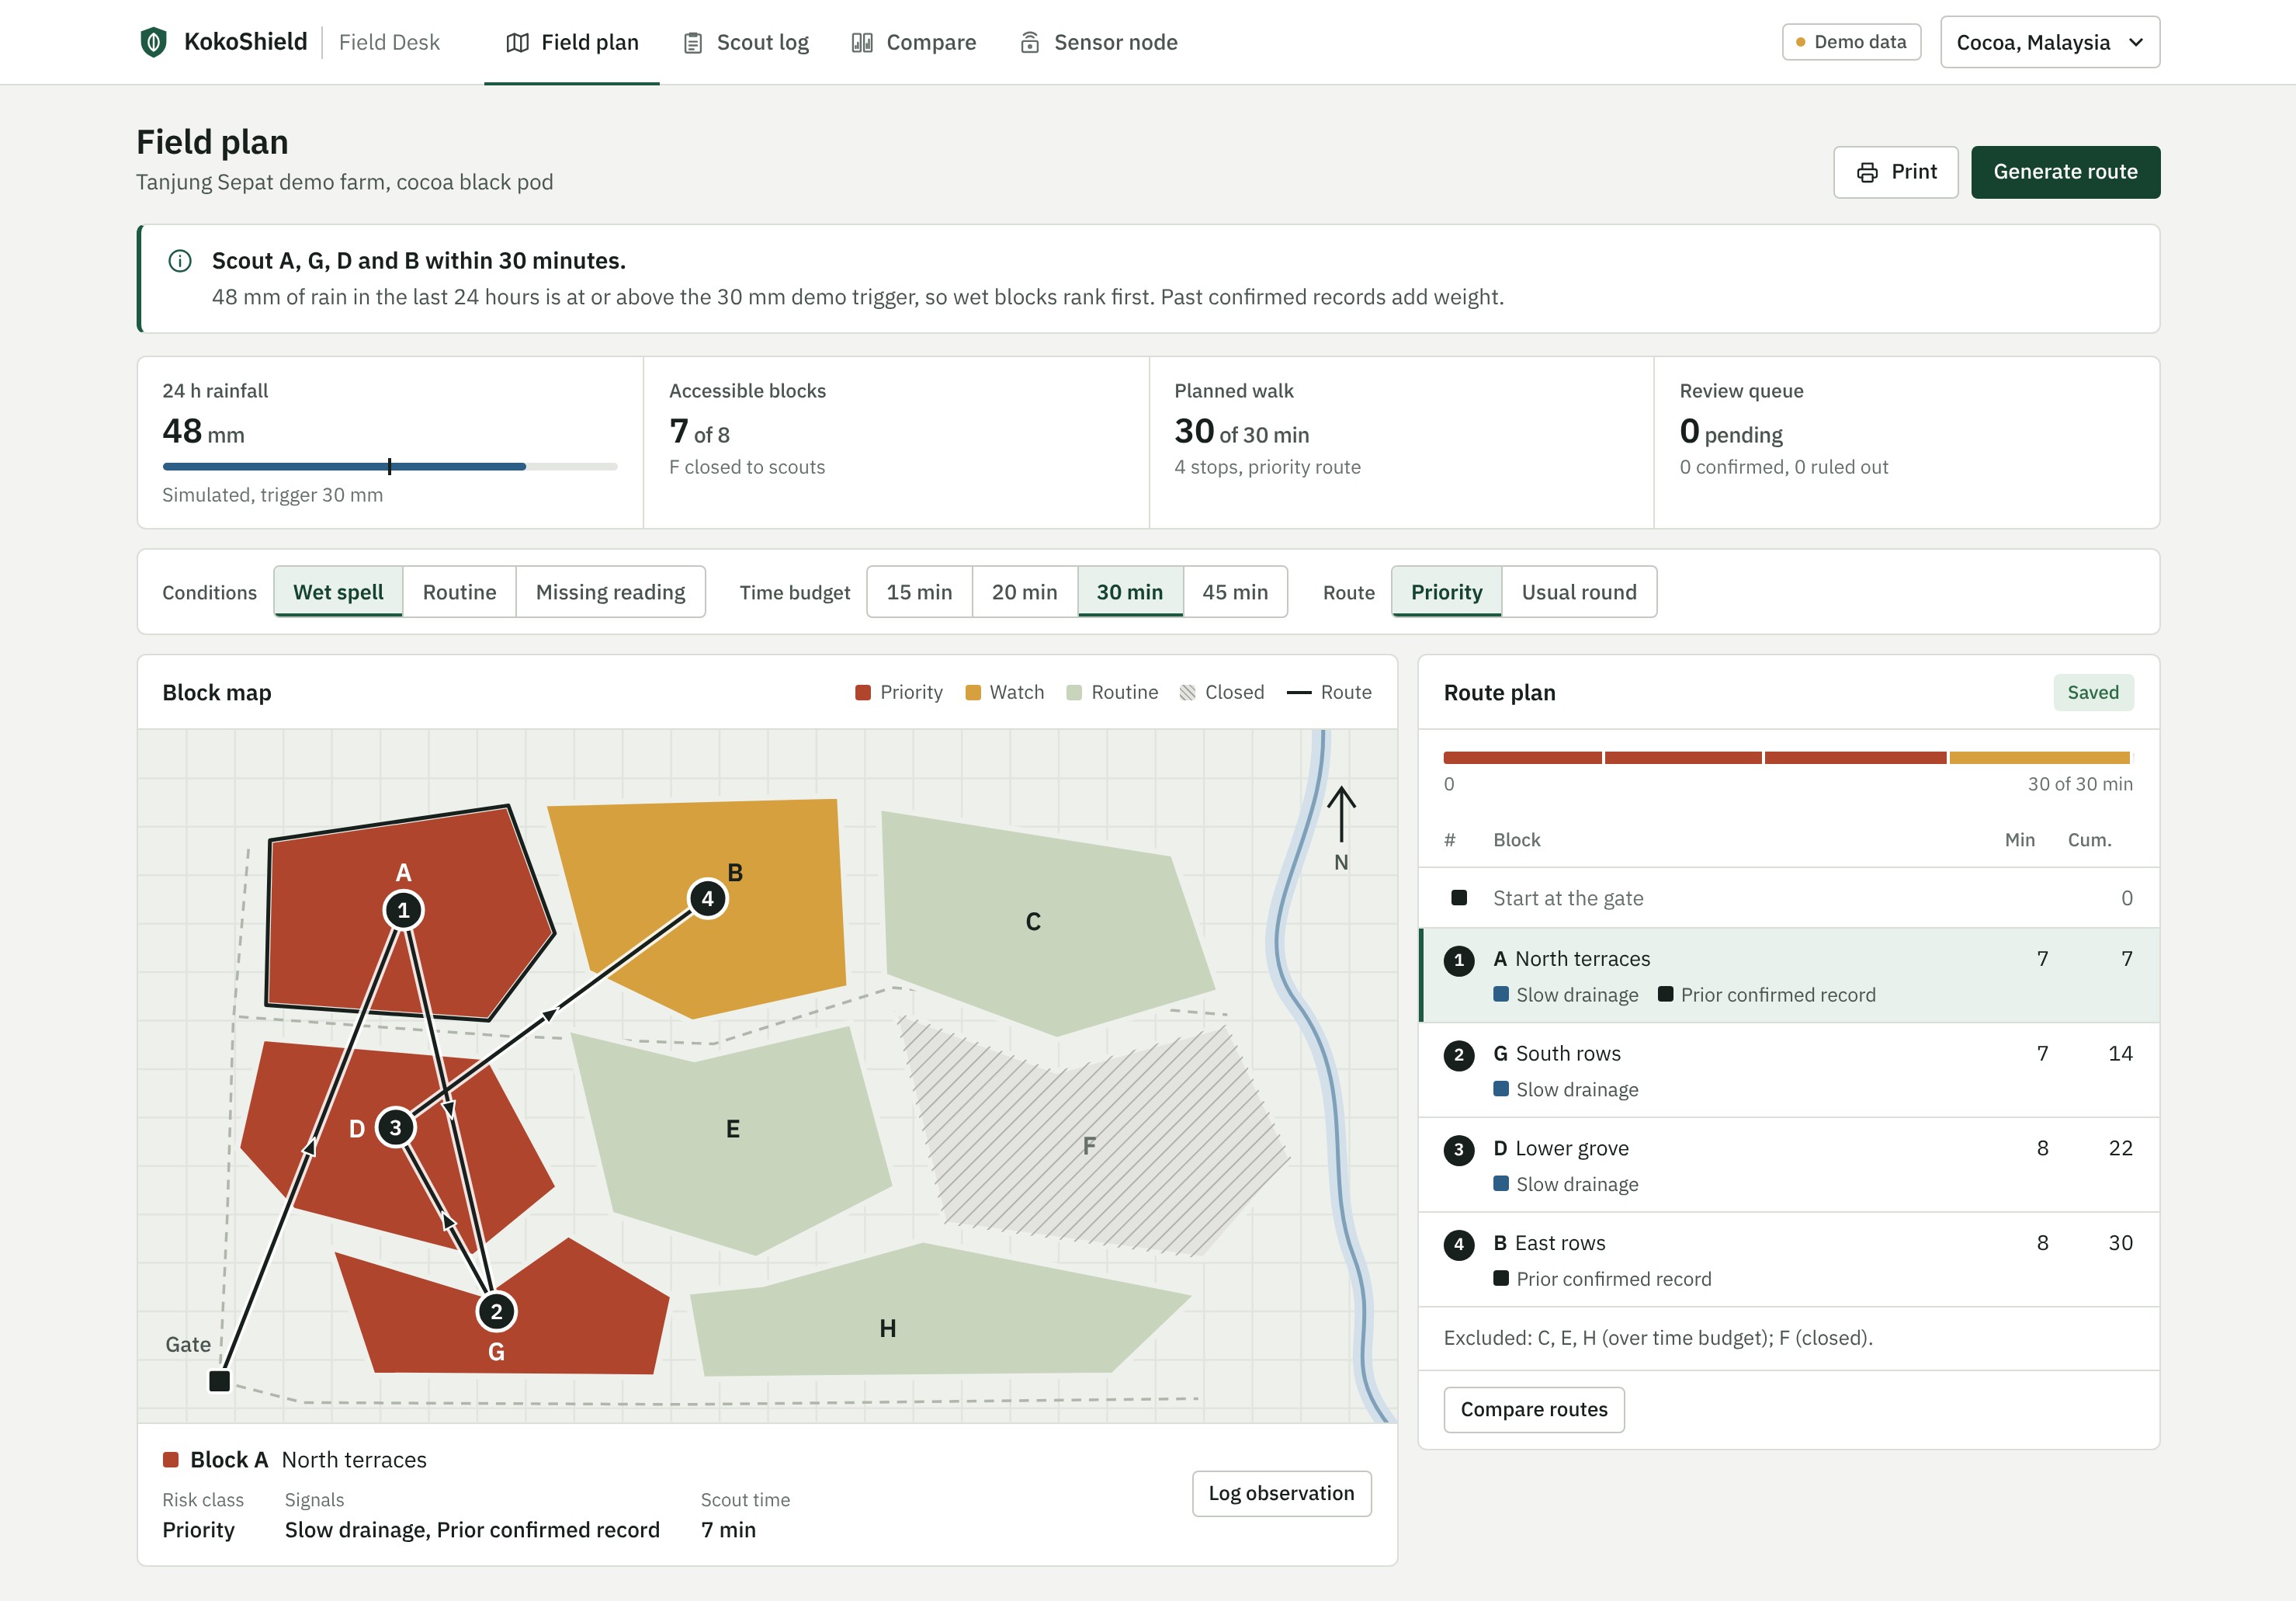 KokoShield
Field Desk
Field plan
Scout log
Compare
Sensor node
Demo data
Cocoa, Malaysia
Field plan
Tanjung Sepat demo farm, cocoa black pod
Print
Generate route
Scout A, G, D and B within 30 minutes.
48 mm of rain in the last 24 hours is at or above the 30 mm demo trigger, so wet blocks rank first. Past confirmed records add weight.
24 h rainfall
48 mm
Simulated, trigger 30 mm
Accessible blocks
7 of 8
F closed to scouts
Planned walk
30 of 30 min
4 stops, priority route
Review queue
0 pending
0 confirmed, 0 ruled out
Conditions
Wet spell
Routine
Missing reading
Time budget
15 min
20 min
30 min
45 min
Route
Priority
Usual round
Block map
Priority
Watch
Routine
Closed
Route
N
A
1
B
4
C
D
3
E
F
2
G
H
Gate
Block A North terraces
Risk class
Priority
Signals
Slow drainage, Prior confirmed record
Scout time
7 min
Log observation
Route plan
Saved
0
30 of 30 min
# Block Min Cum.
Start at the gate 0
1 A North terraces 7 7
Slow drainage Prior confirmed record
2 G South rows 7 14
Slow drainage
3 D Lower grove 8 22
Slow drainage
4 B East rows 8 30
Prior confirmed record
Excluded: C, E, H (over time budget); F (closed).
Compare routes